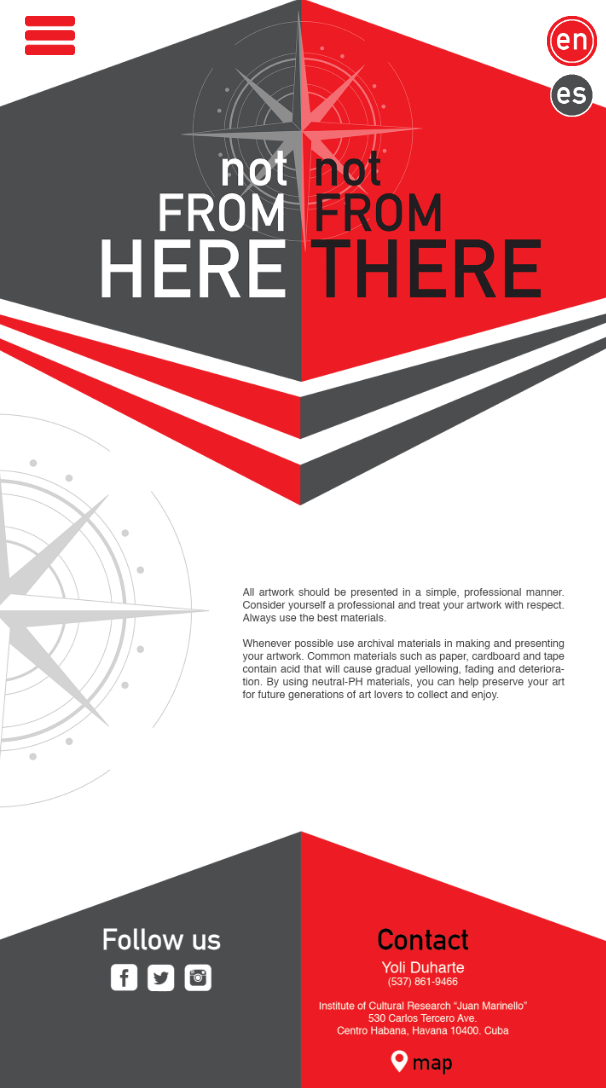 en
es
not not
FROM FROM
HERE THERE
All artwork should be presented in a simple, professional manner.
Consider yourself a professional and treat your artwork with respect.
Always use the best materials.
Whenever possible use archival materials in making and presenting
your artwork. Common materials such as paper, cardboard and tape
contain acid that will cause gradual yellowing, fading and deteriora-
tion. By using neutral-PH materials, you can help preserve your art
for future generations of art lovers to collect and enjoy.
Follow us
Contact
Yoli Duharte
(537) 861-9466
Institute of Cultural Research “Juan Marinello”
530 Carlos Tercero Ave.
Centro Habana, Havana 10400. Cuba
map